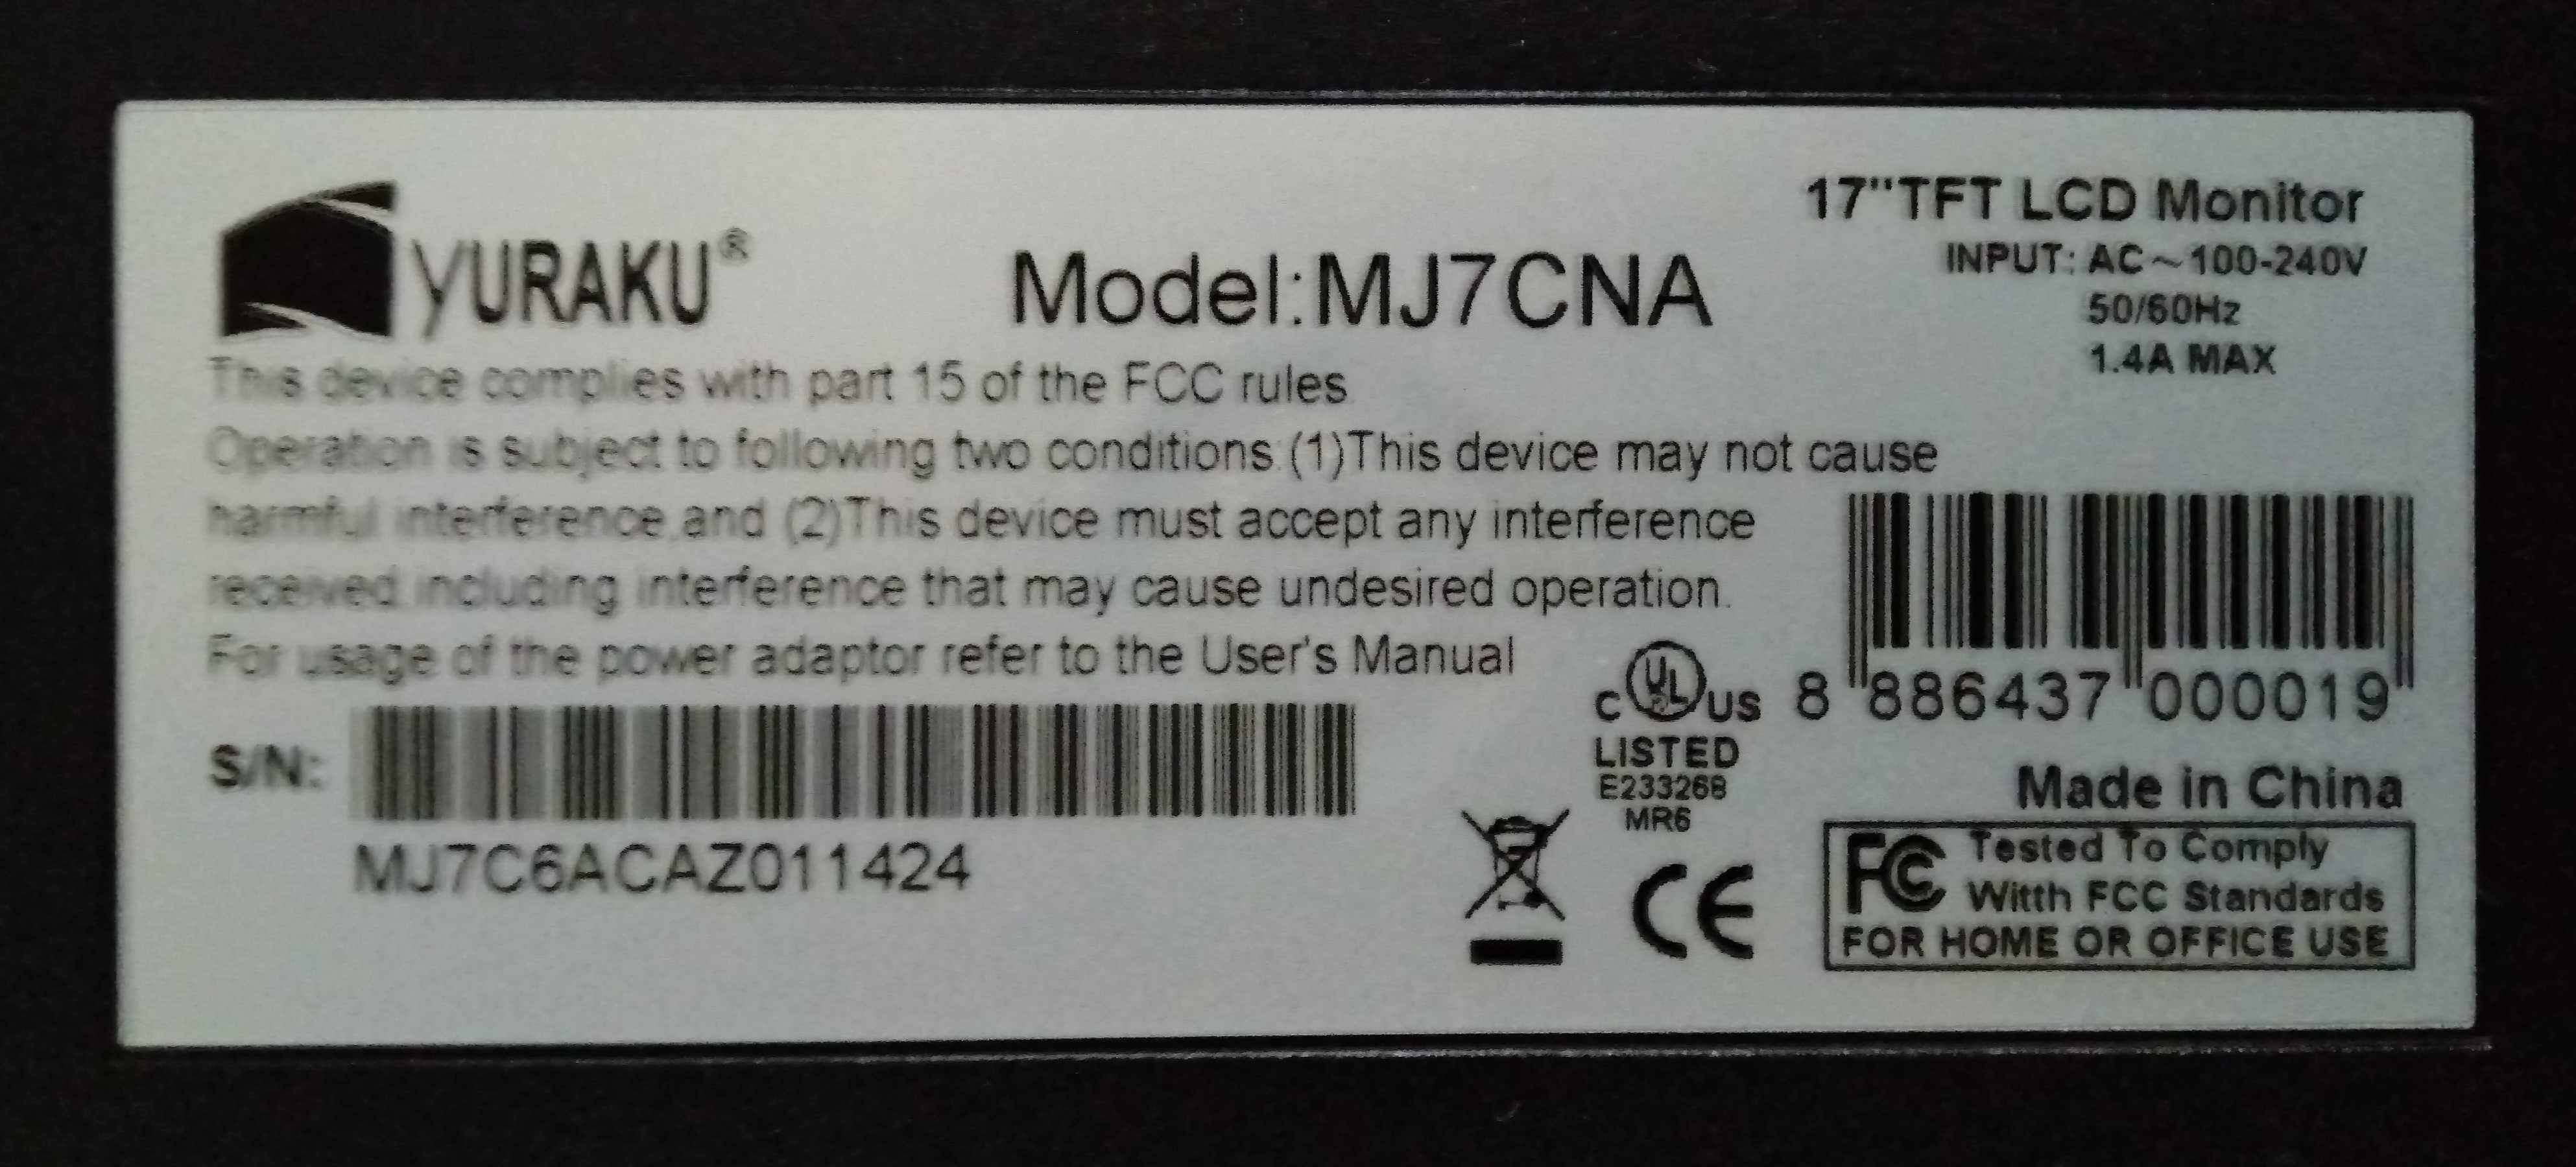 YURAKU®
Model:MJ7CNA
17"TFT LCD Monitor
INPUT: AC~100-240V
50/60Hz
1.4A MAX
This device complies with part 15 of the FCC rules
Operation is subject to following two conditions.(1)This device may not cause
harmful interference,and (2)This device must accept any interference
received,including interference that may cause undesired operation.
For usage of the power adaptor refer to the User's Manual
S/N:
MJ7C6ACAZ011424
C UL US
LISTED
E233268
MR6
8 886437 000019
Made in China
CE
FC Tested To Comply
Witth FCC Standards
FOR HOME OR OFFICE USE